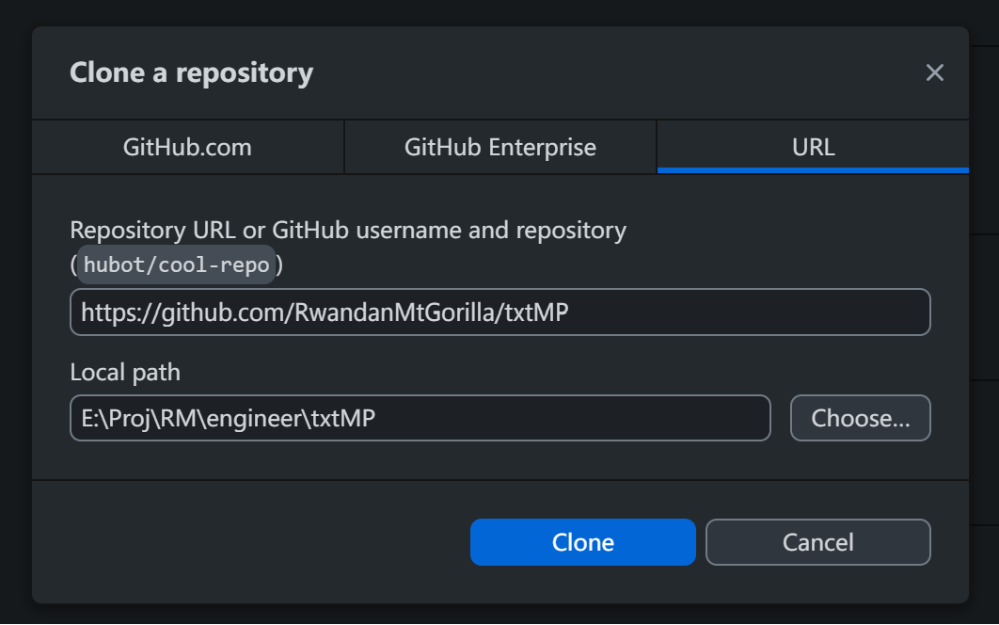 Clone a repository
GitHub.com
GitHub Enterprise
URL
Repository URL or GitHub username and repository
(hubot/cool-repo)
https://github.com/RwandanMtGorilla/txtMP
Local path
E:\Proj\RM\engineer\txtMP
Choose...
Clone
Cancel